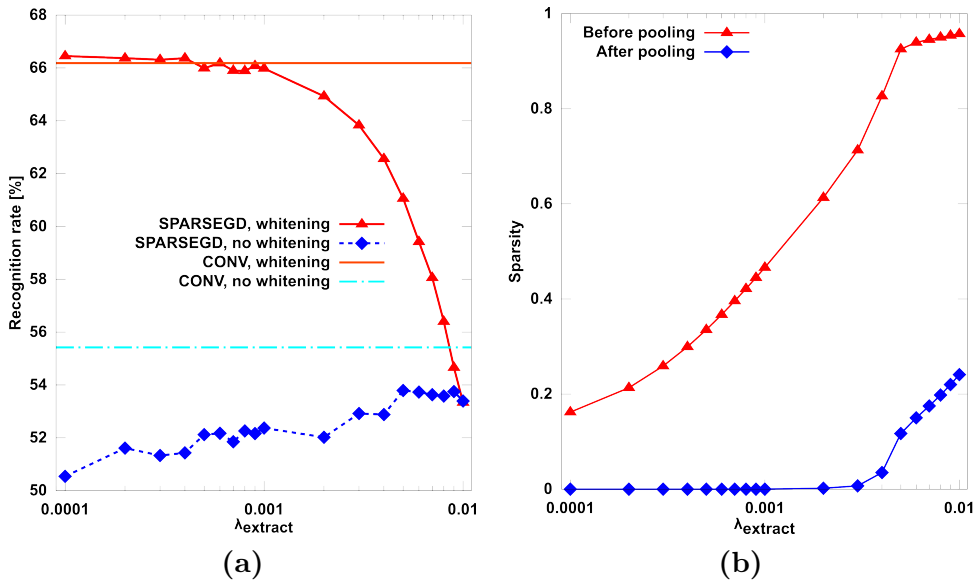 68
66
64
62
60
58
56
54
52
50
Recognition rate [%]
SPARSEGD, whitening
SPARSEGD, no whitening
CONV, whitening
CONV, no whitening
0.0001
0.001
0.01
λextract
(a)
1
0.8
0.6
0.4
0.2
0
Sparsity
Before pooling
After pooling
0.0001
0.001
0.01
λextract
(b)